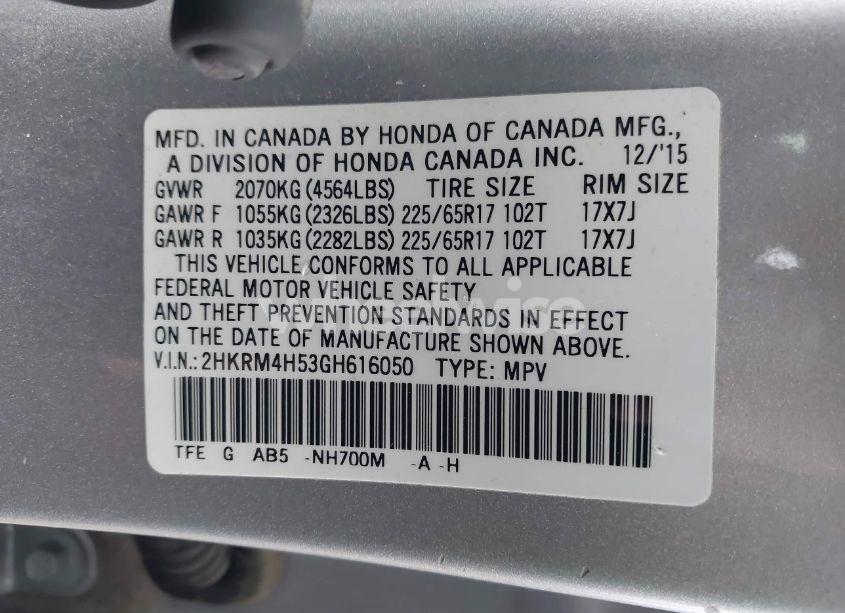 MFD. IN CANADA BY HONDA OF CANADA MFG.,
A DIVISION OF HONDA CANADA INC. 12/'15
GVWR 2070KG (4564LBS) TIRE SIZE RIM SIZE
GAWR F 1055KG (2326LBS) 225/65R17 102T 17X7J
GAWR R 1035KG (2282LBS) 225/65R17 102T 17X7J
THIS VEHICLE CONFORMS TO ALL APPLICABLE
FEDERAL MOTOR VEHICLE SAFETY
AND THEFT PREVENTION STANDARDS IN EFFECT
ON THE DATE OF MANUFACTURE SHOWN ABOVE.
V.I.N.: 2HKRM4H53GH616050 TYPE: MPV
TFE G AB5 -NH700M -A -H